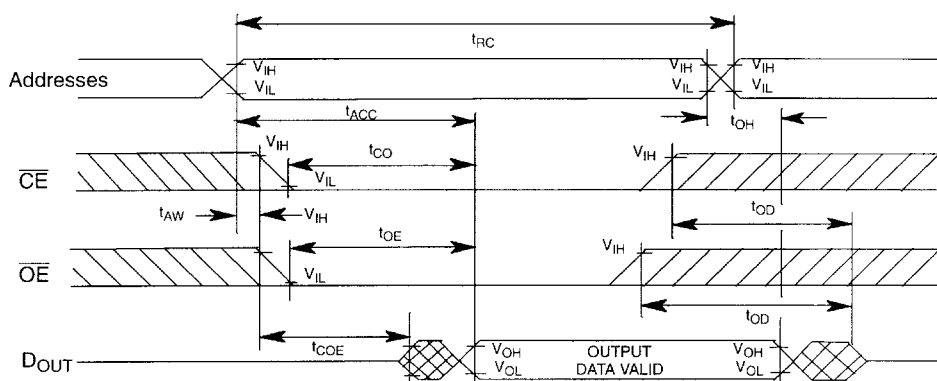 tRC
Addresses
VIH
VIL
VIH
VIL
VIH
VIL
tACC
tOH
CE
VIH
tCO
VIL
VIH
tAW
VIH
tOD
OE
tOE
VIL
VIH
tOD
tCOE
DOUT
VOH
VOL
OUTPUT
DATA VALID
VOH
VOL